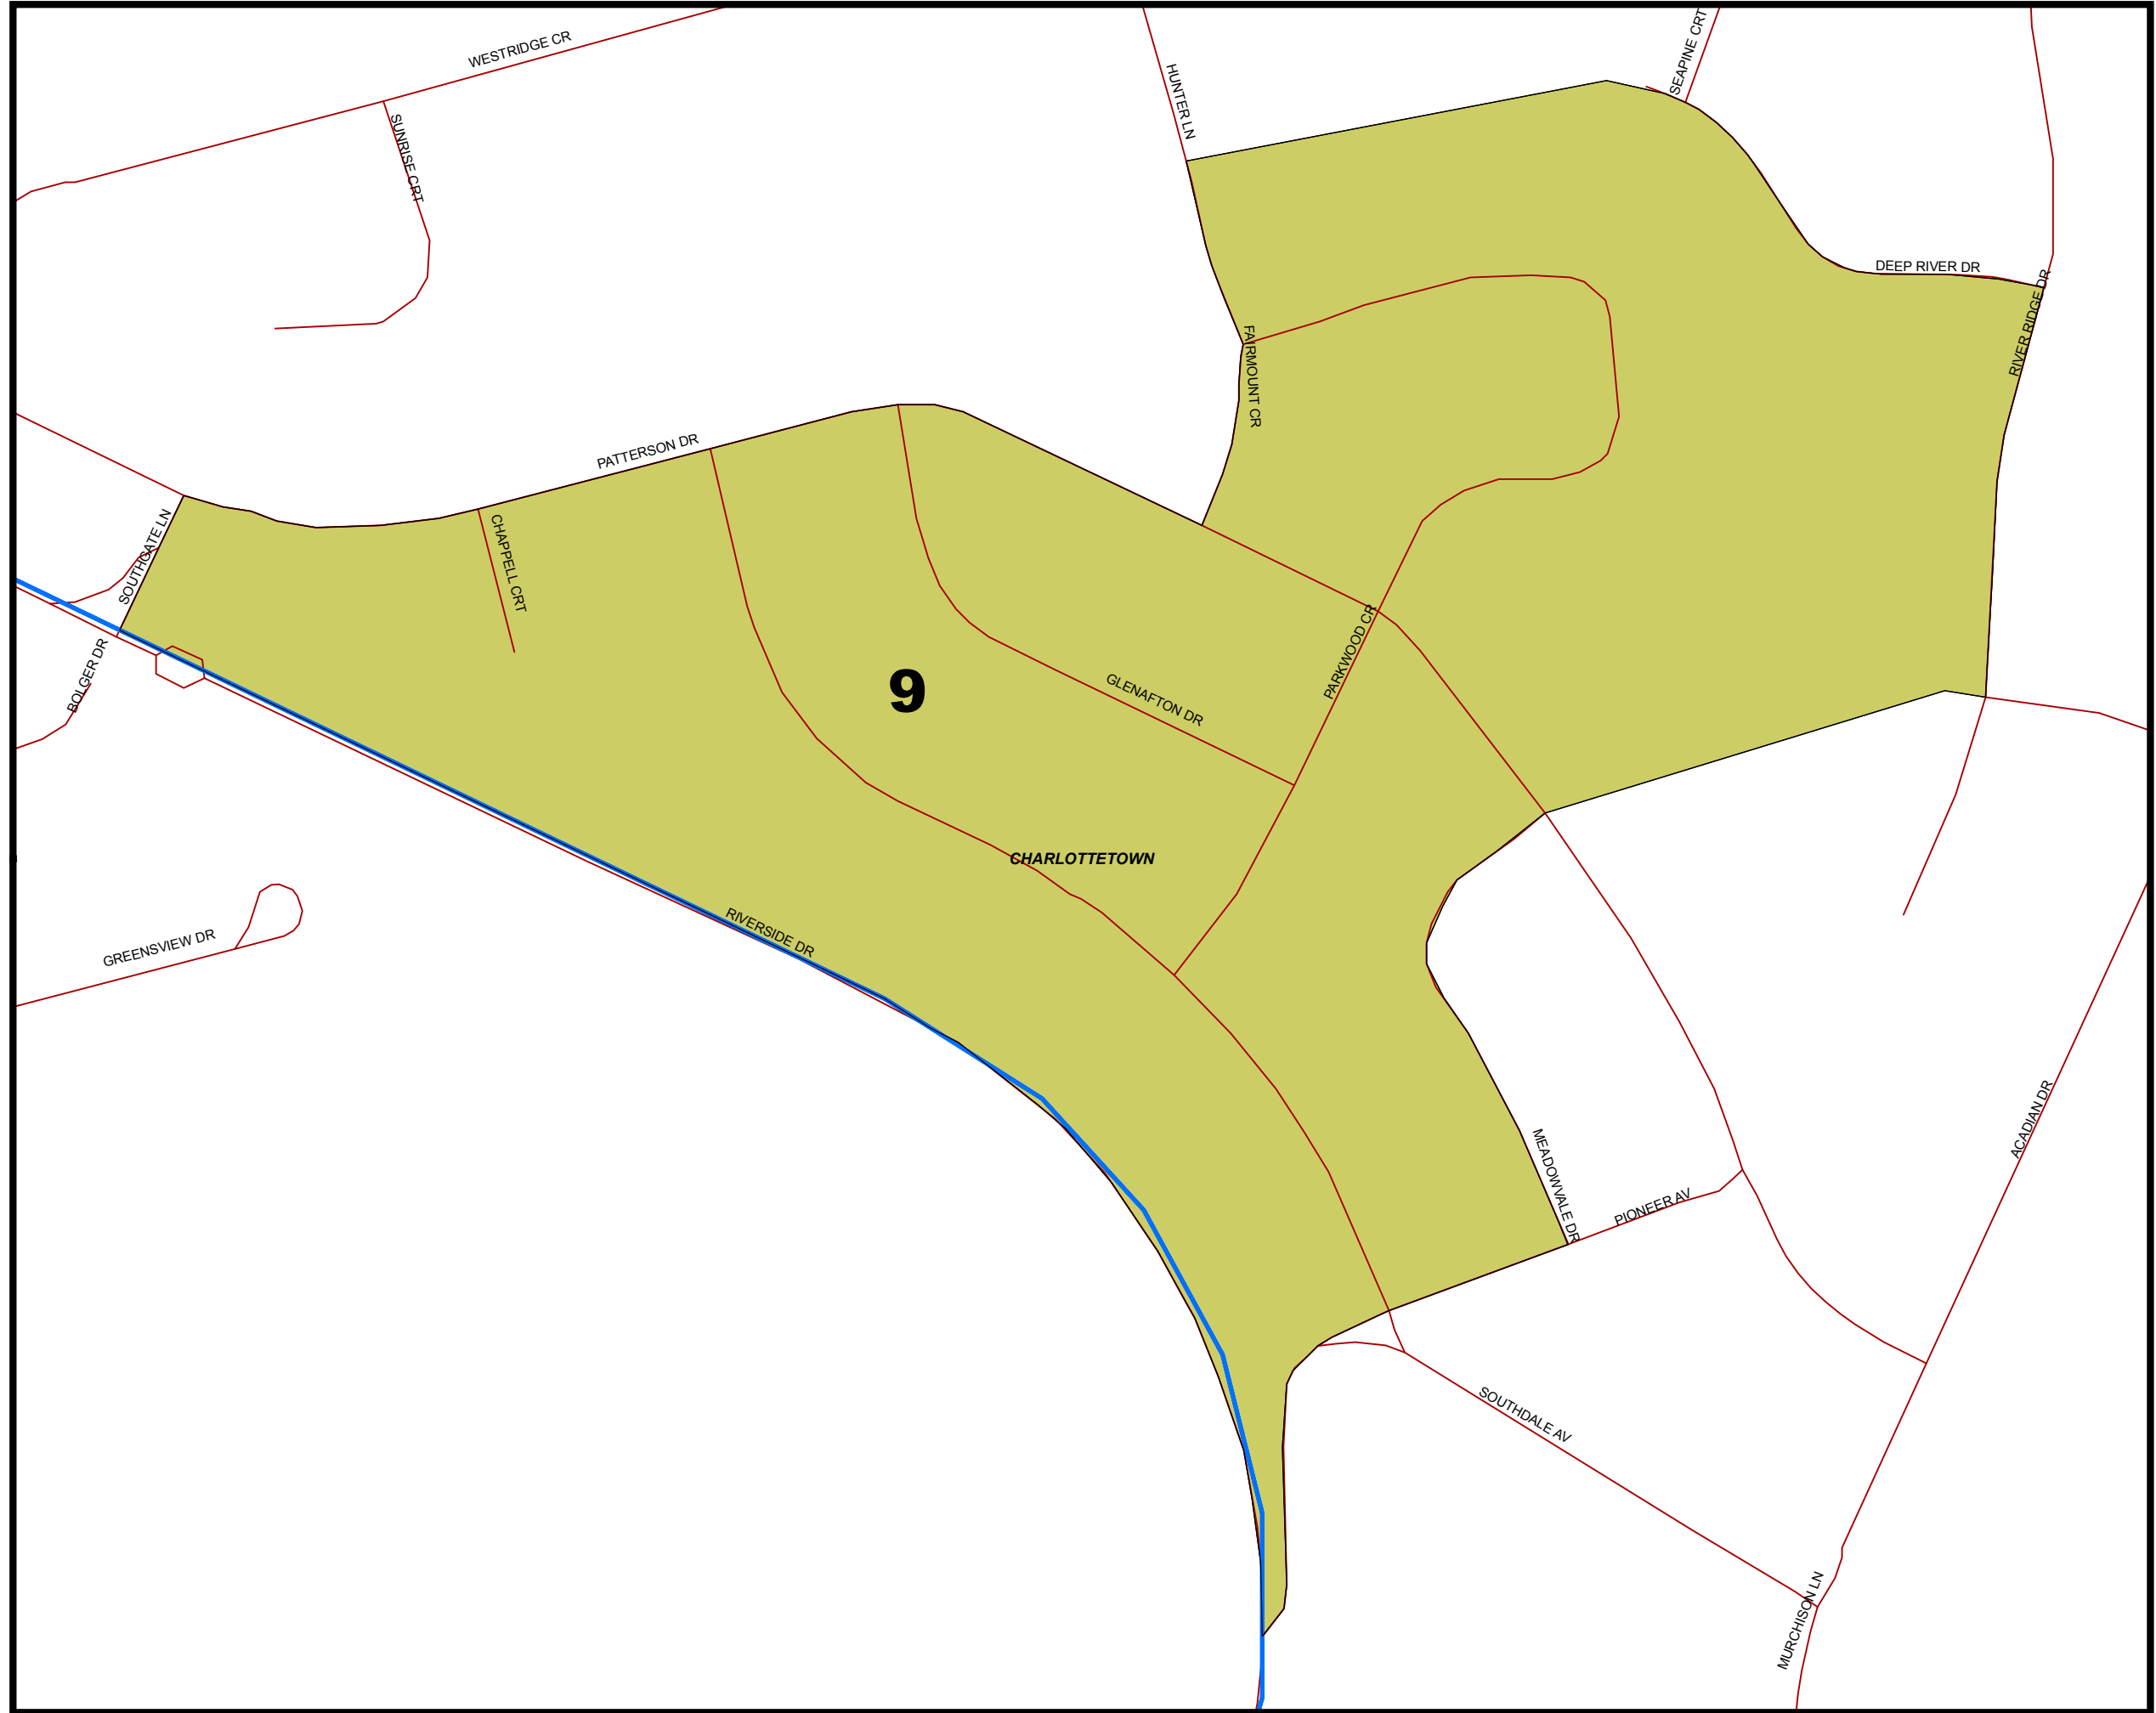 WESTRIDGE CR
SEAPINE CRT
HUNTER LN
SUNRISE CRT
DEEP RIVER DR
RIVER RIDGE DR
FAIRMOUNT CR
PATTERSON DR
SOUTHGATE LN
CHAPPELL CRT
PARKWOOD CR
BOLGER DR
GLENAFTON DR
9
CHARLOTTETOWN
RIVERSIDE DR
GREENSVIEW DR
ACADIAN DR
MEADOWVALE DR
PIONEER AV
SOUTHDALE AV
MURCHISON LN